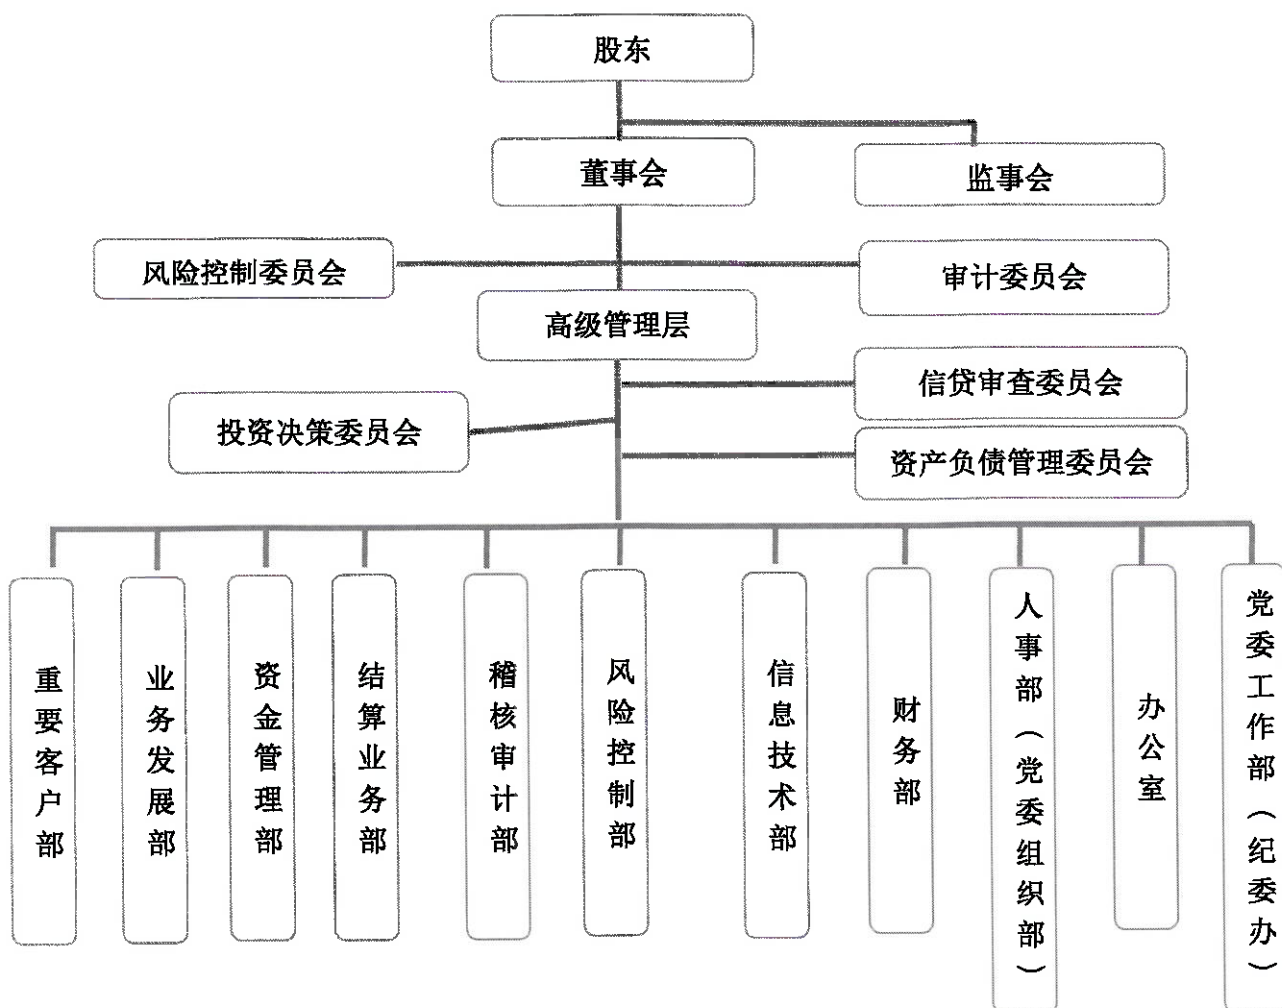 股东
董事会
监事会
风险控制委员会
审计委员会
高级管理层
信贷审查委员会
投资决策委员会
资产负债管理委员会
重要客户部
业务发展部
资金管理部
结算业务部
稽核审计部
风险控制部
信息技术部
财务部
人事部（党委组织部）
办公室
党委工作部（纪委办）